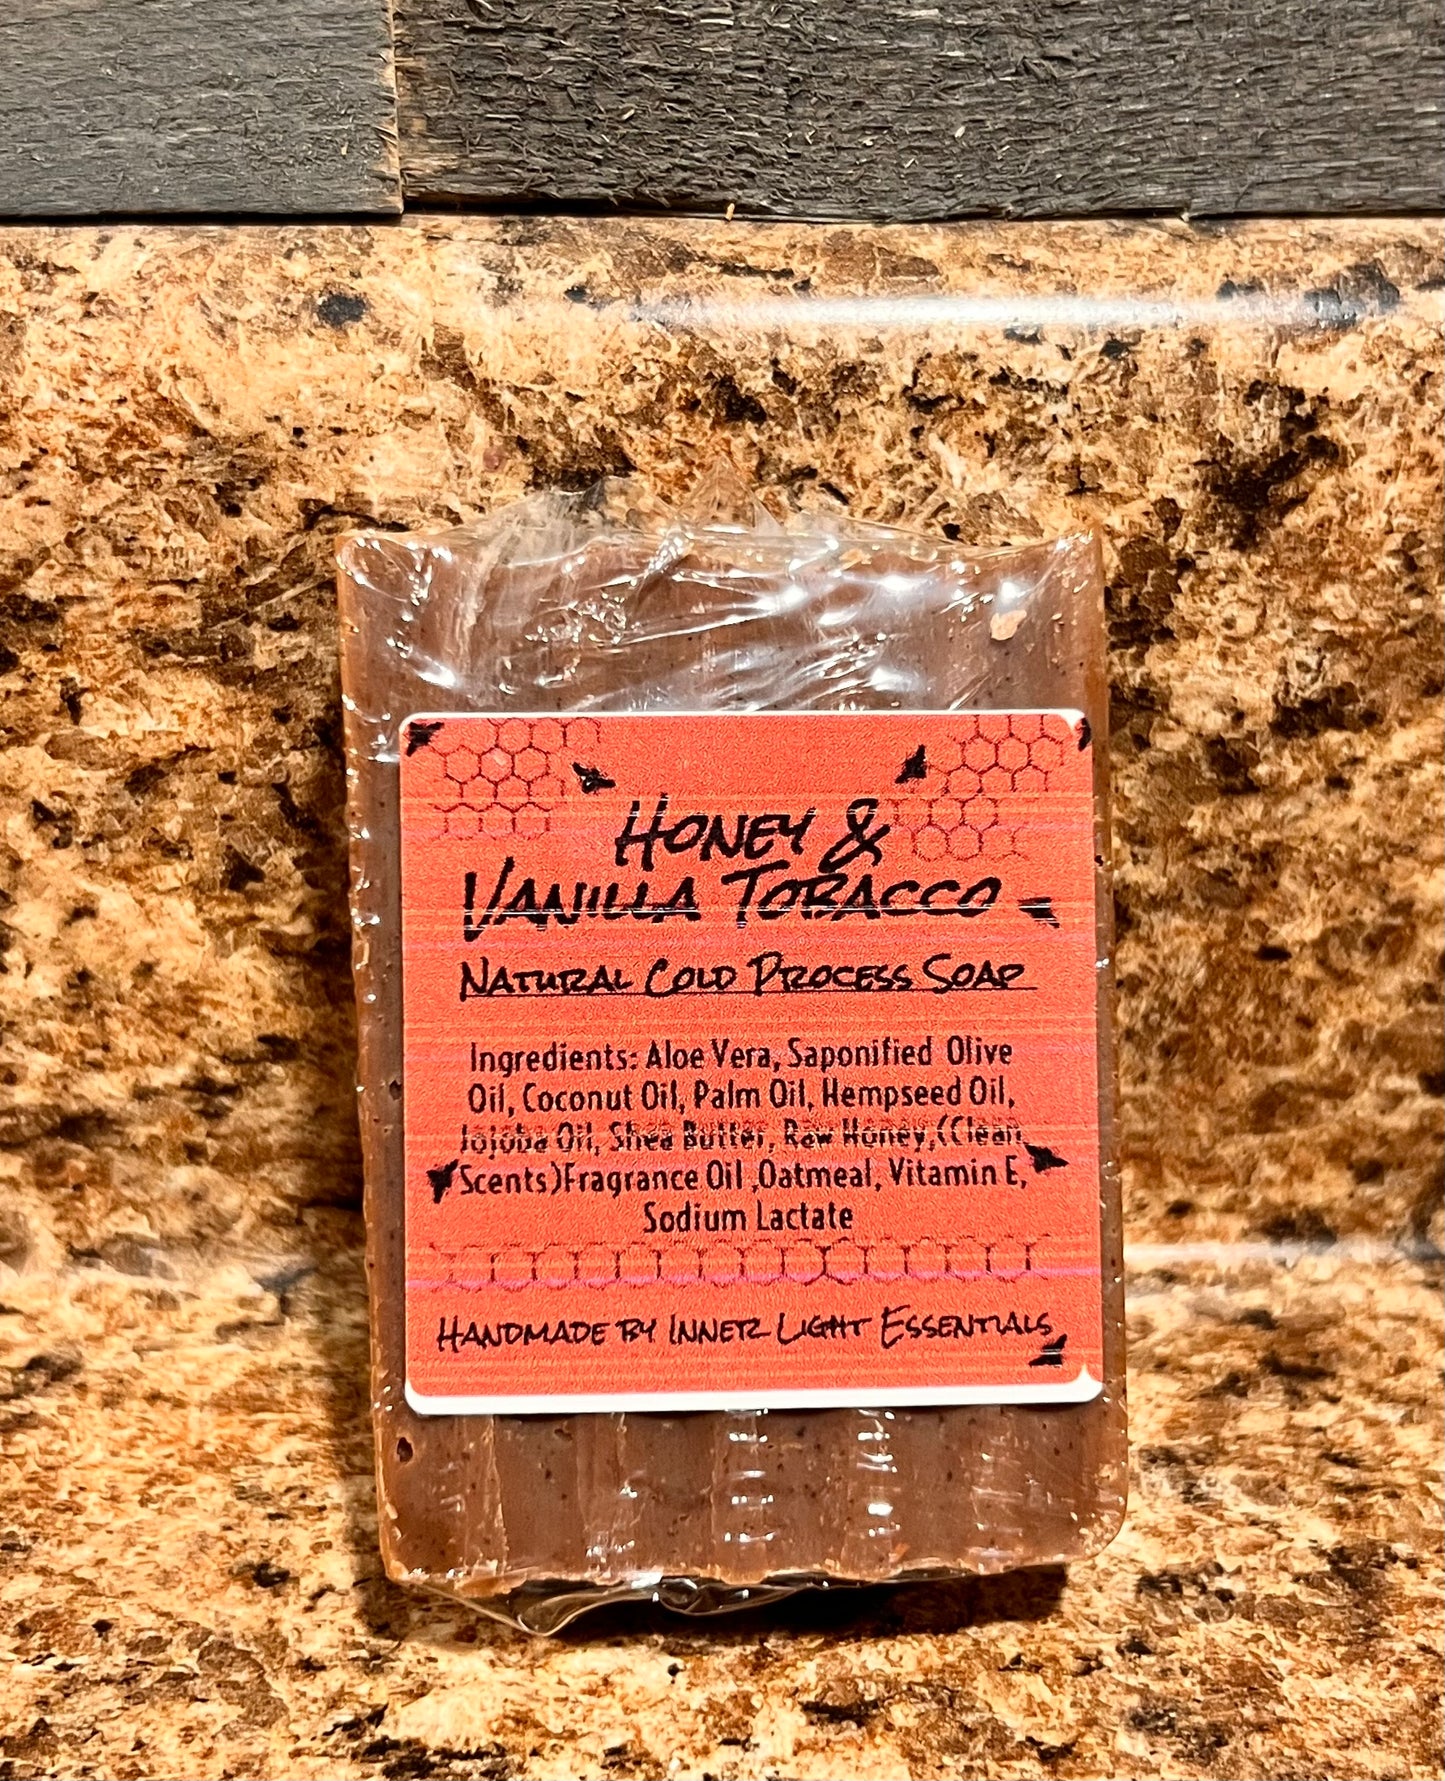 Honey &
Vanilla Tobacco
Natural Cold Process Soap
Ingredients: Aloe Vera, Saponified Olive
Oil, Coconut Oil, Palm Oil, Hempseed Oil,
Jojoba Oil, Shea Butter, Raw Honey,(Clean
Scents)Fragrance Oil ,Oatmeal, Vitamin E,
Sodium Lactate
Handmade by Inner Light Essentials